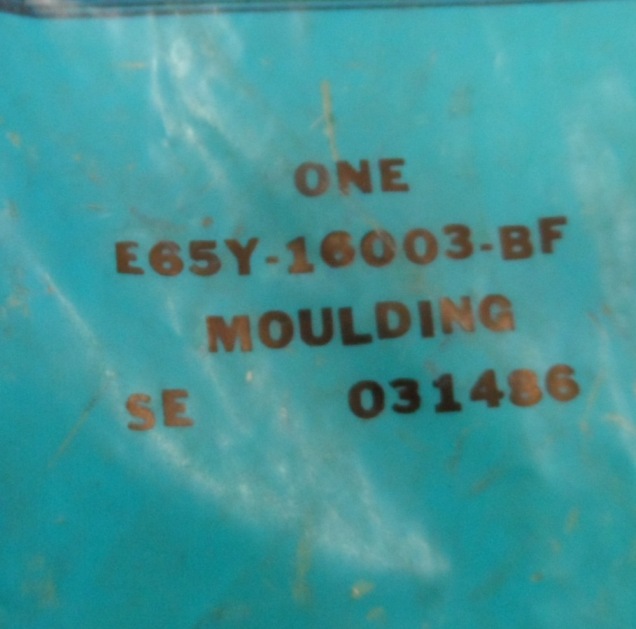 ONE
E65Y-16003-BF
MOULDING
SE 031486